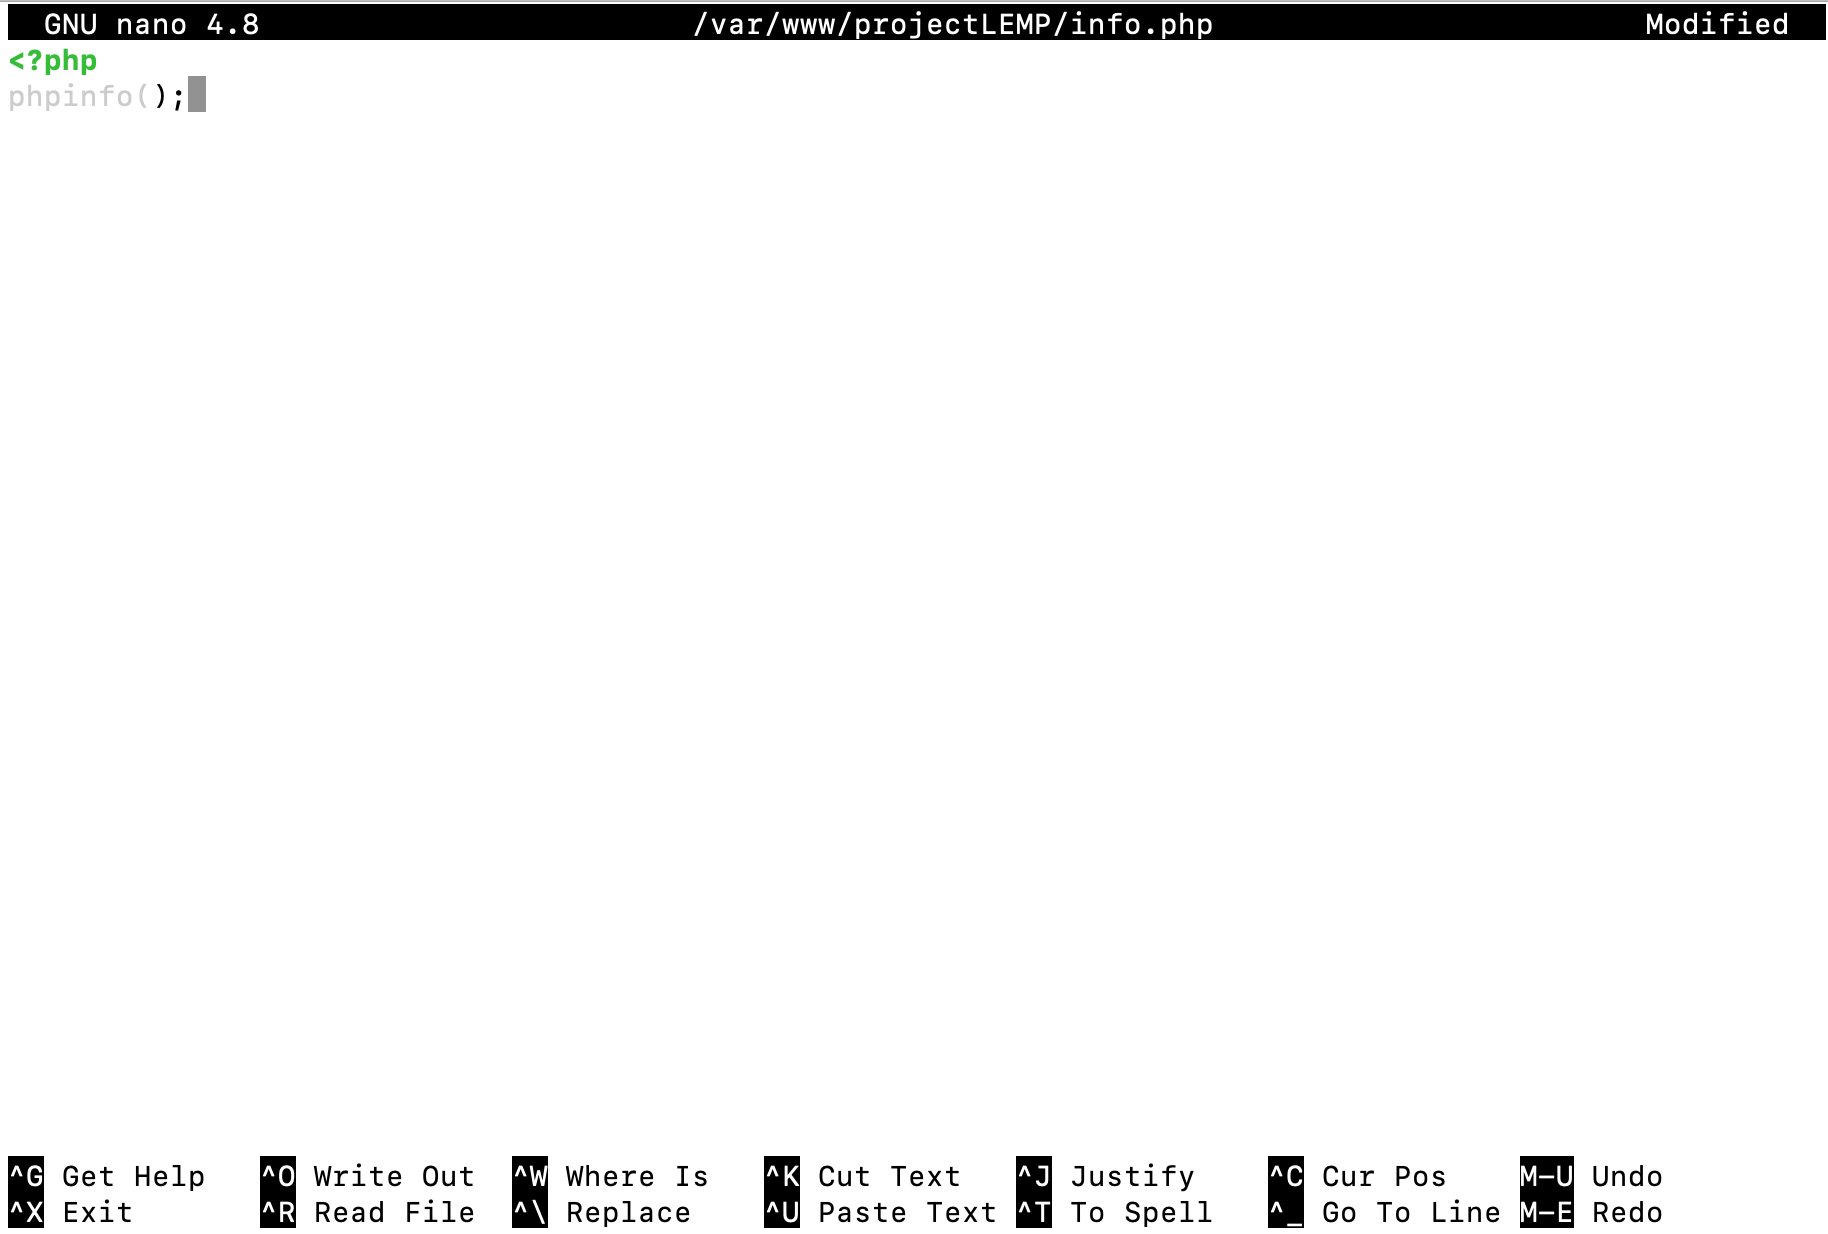 GNU nano 4.8 /var/www/projectLEMP/info.php Modified
<?php
phpinfo();
^G Get Help ^O Write Out ^W Where Is ^K Cut Text ^J Justify ^C Cur Pos M-U Undo
^X Exit ^R Read File ^\ Replace ^U Paste Text ^T To Spell ^_ Go To Line M-E Redo